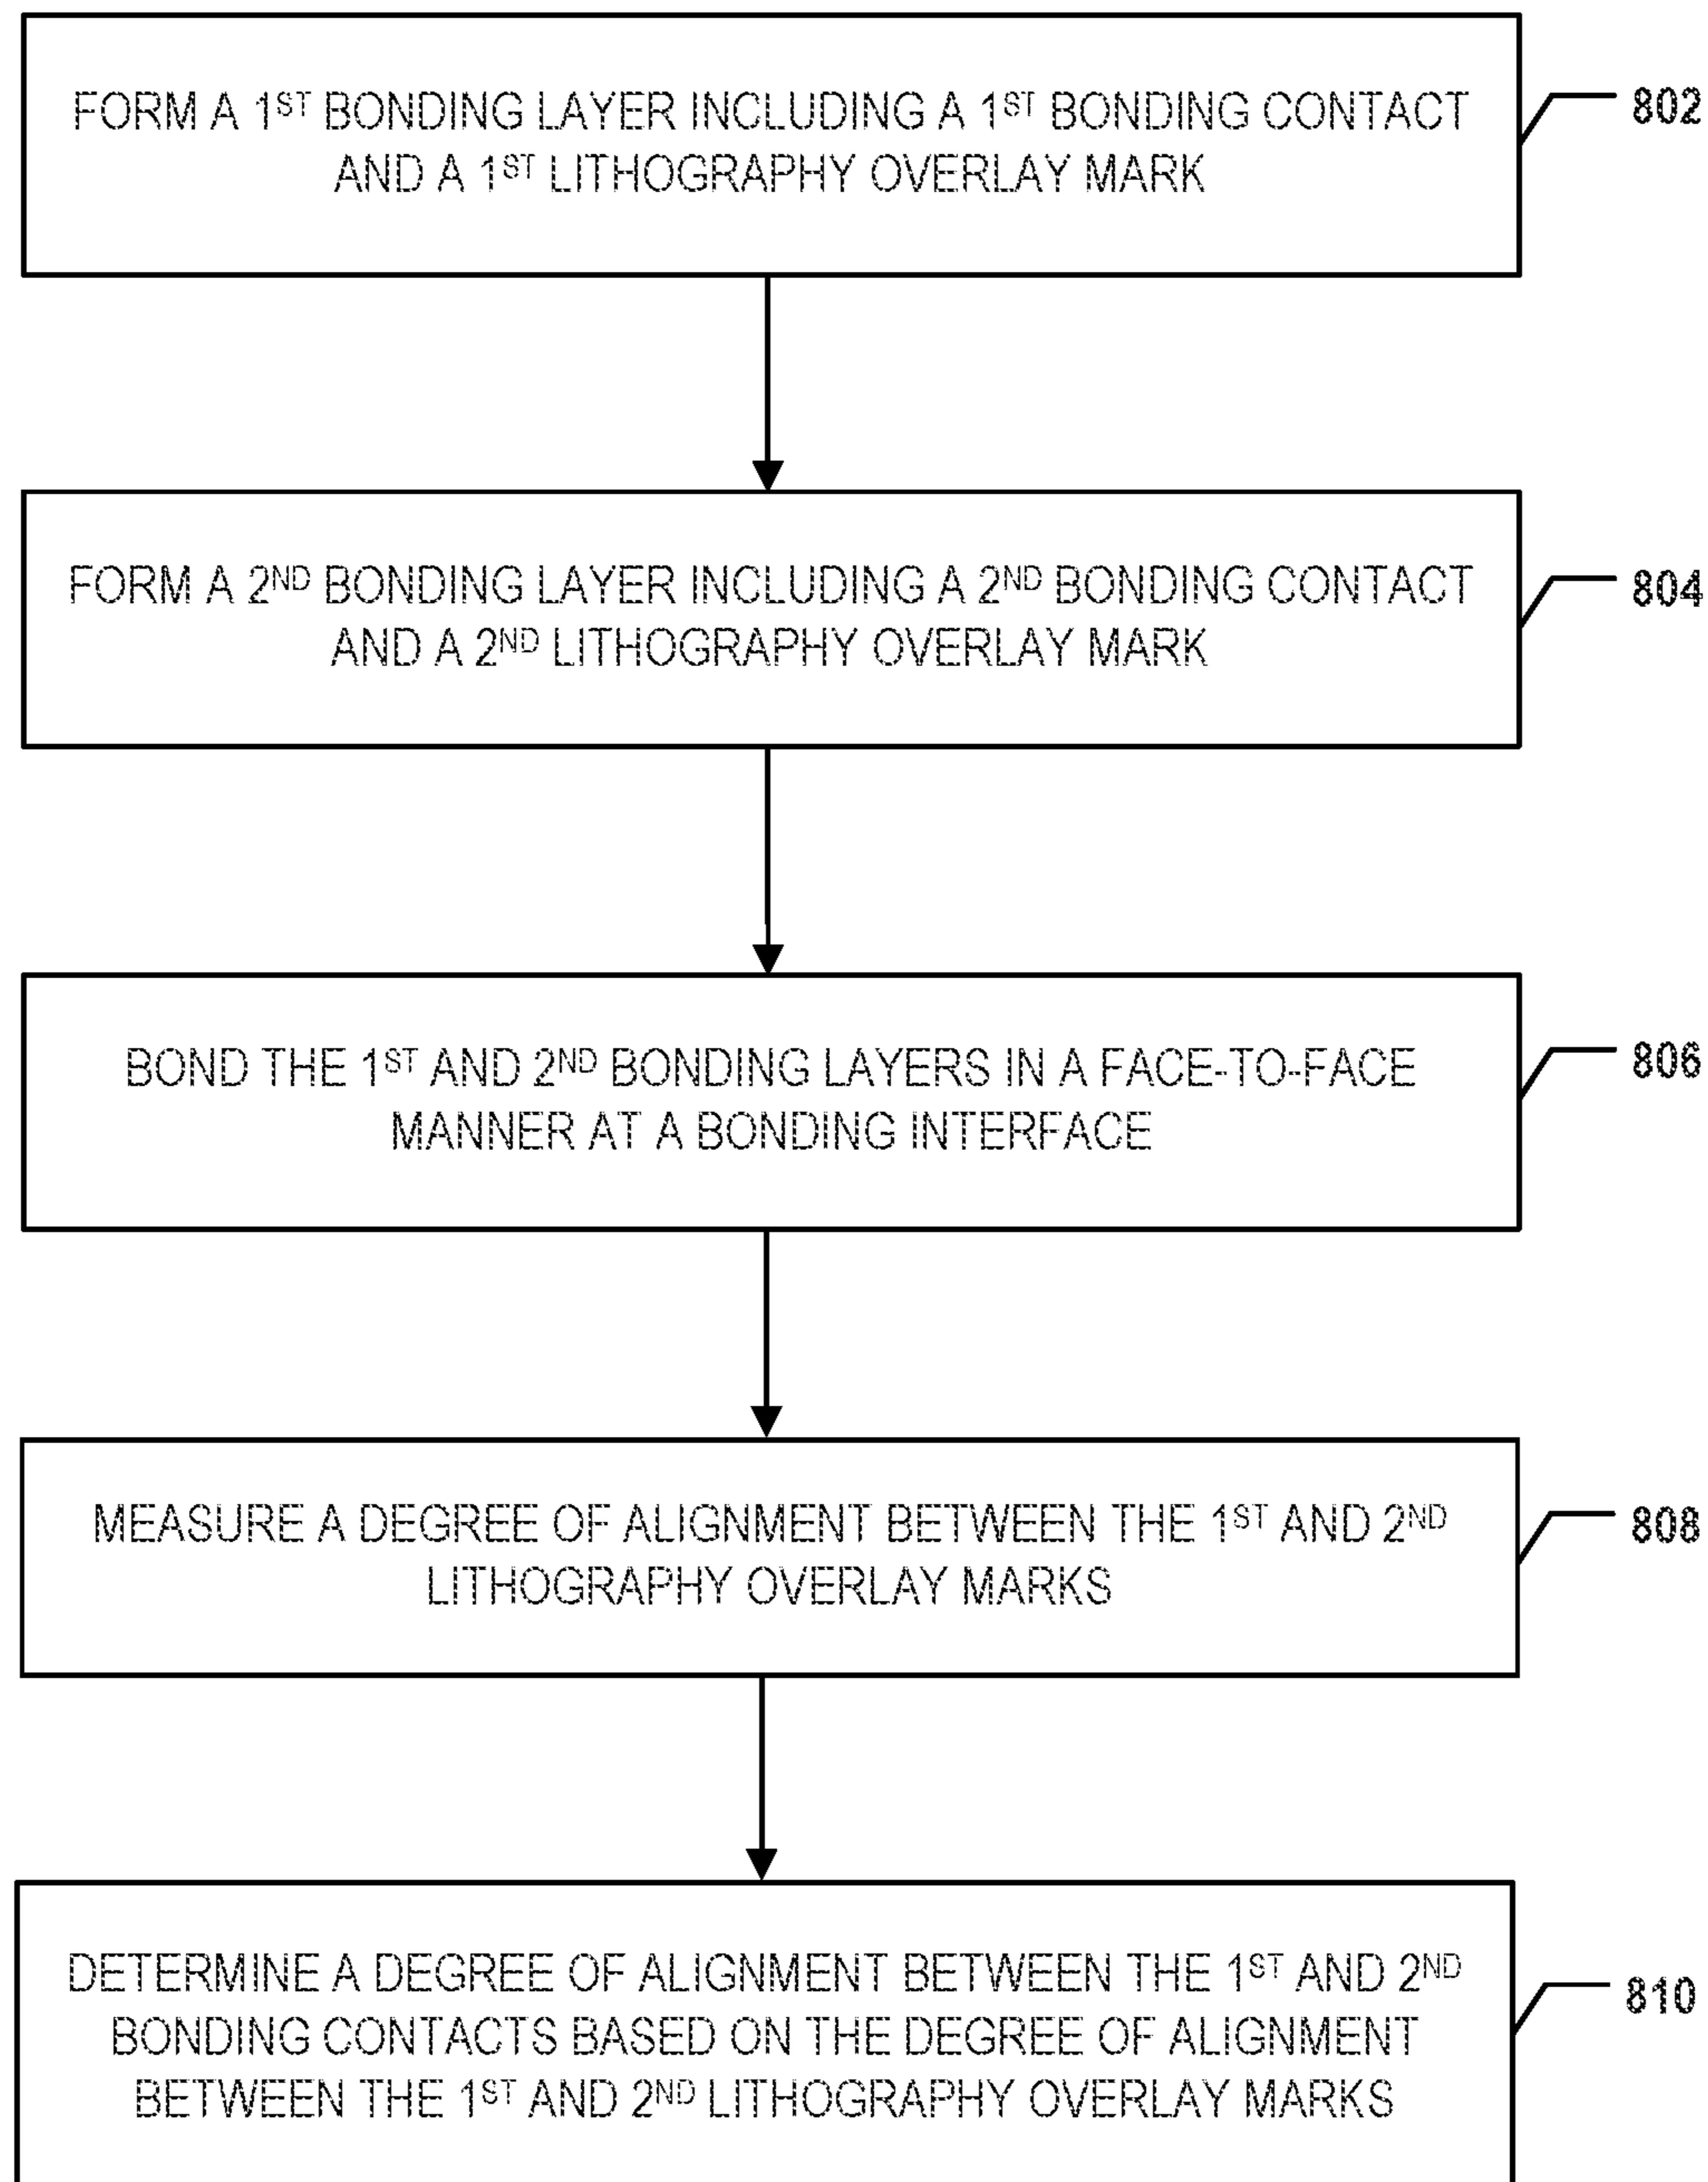 FORM A 1ST BONDING LAYER INCLUDING A 1ST BONDING CONTACT
AND A 1ST LITHOGRAPHY OVERLAY MARK
802
FORM A 2ND BONDING LAYER INCLUDING A 2ND BONDING CONTACT
AND A 2ND LITHOGRAPHY OVERLAY MARK
804
BOND THE 1ST AND 2ND BONDING LAYERS IN A FACE-TO-FACE
MANNER AT A BONDING INTERFACE
806
MEASURE A DEGREE OF ALIGNMENT BETWEEN THE 1ST AND 2ND
LITHOGRAPHY OVERLAY MARKS
808
DETERMINE A DEGREE OF ALIGNMENT BETWEEN THE 1ST AND 2ND
BONDING CONTACTS BASED ON THE DEGREE OF ALIGNMENT
BETWEEN THE 1ST AND 2ND LITHOGRAPHY OVERLAY MARKS
810